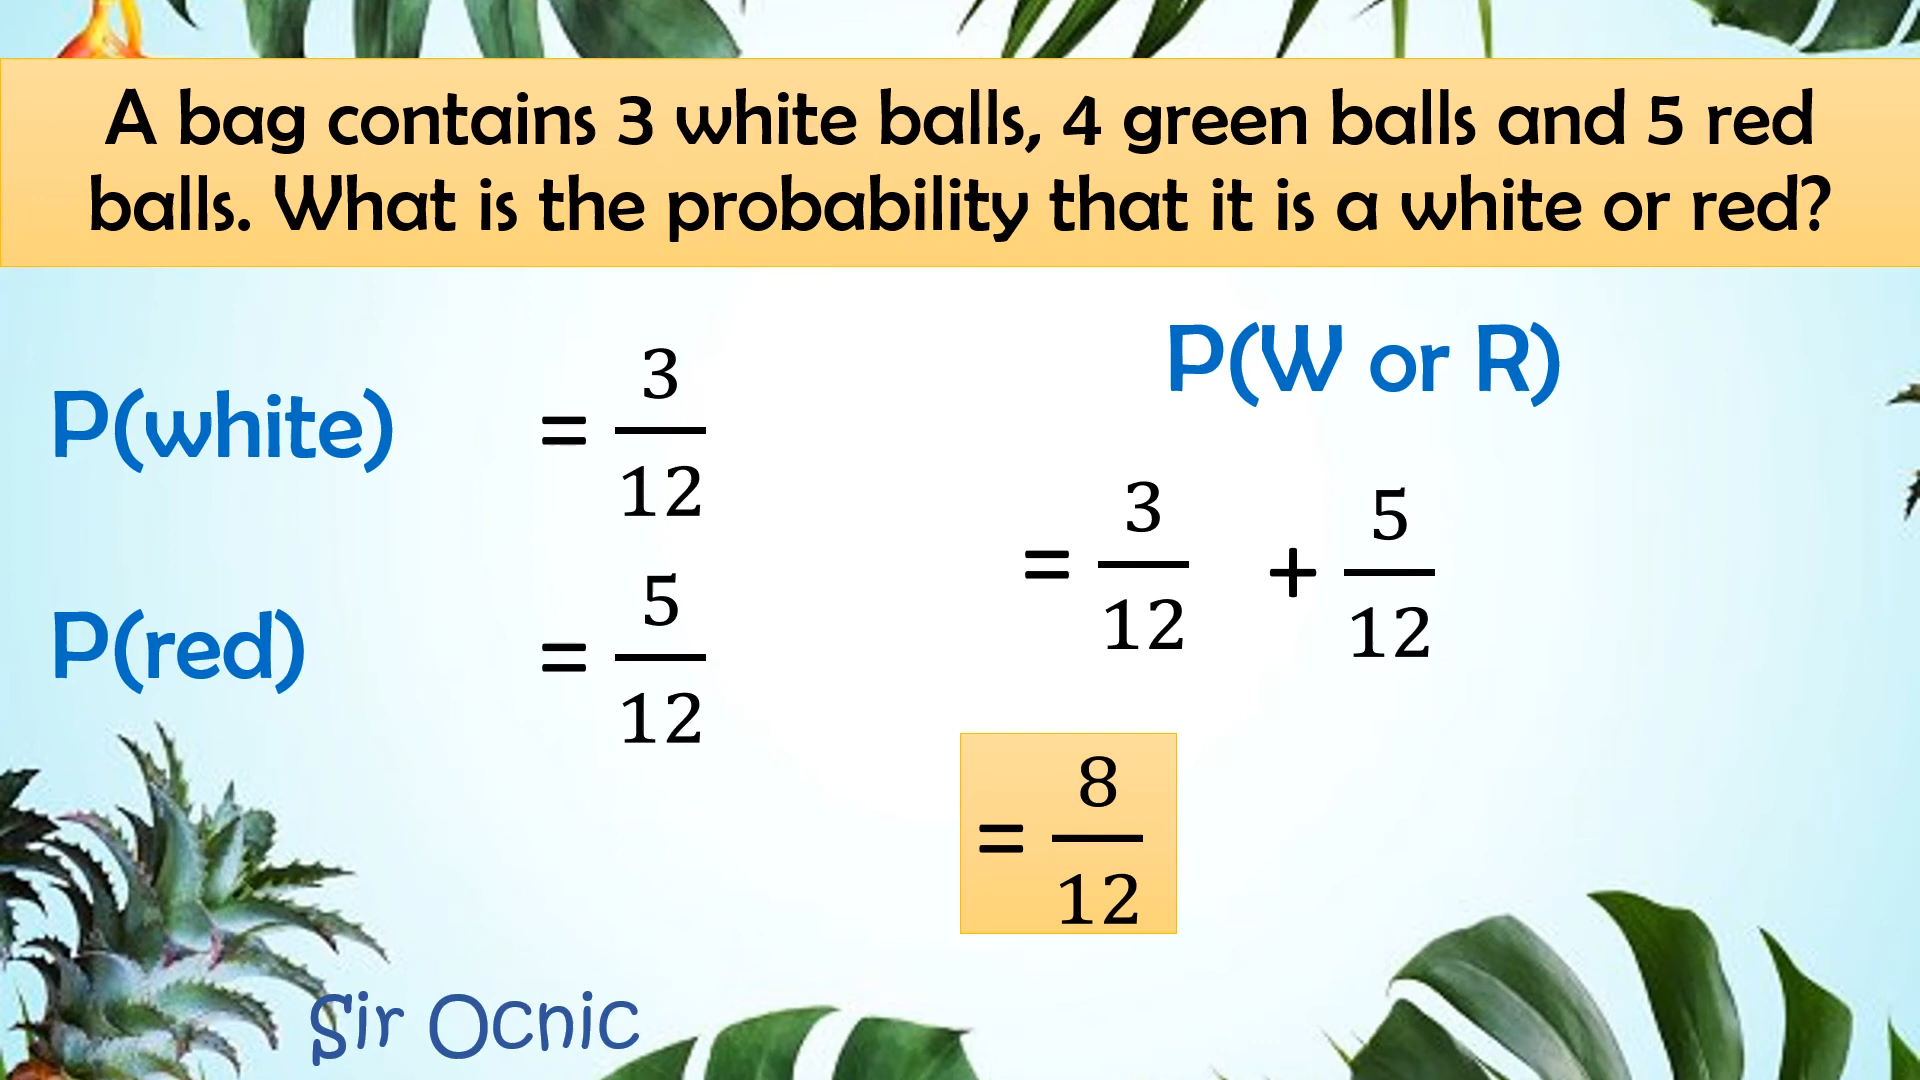 A bag contains 3 white balls, 4 green balls and 5 red
balls. What is the probability that it is a white or red?
P(white) = 3/12
P(red) = 5/12
P(W or R)
= 3/12 + 5/12
= 8/12
Sir Ocnic